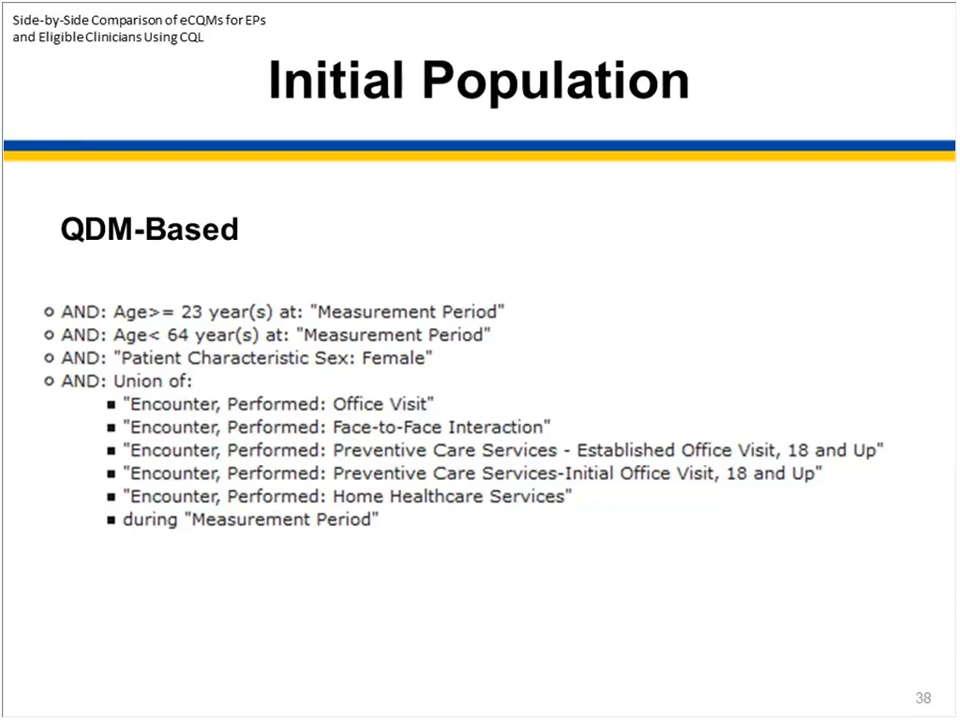 Side-by-Side Comparison of eCQMs for EPs
and Eligible Clinicians Using CQL
Initial Population
QDM-Based
AND: Age>= 23 year(s) at: "Measurement Period"
AND: Age< 64 year(s) at: "Measurement Period"
AND: "Patient Characteristic Sex: Female"
AND: Union of:
"Encounter, Performed: Office Visit"
"Encounter, Performed: Face-to-Face Interaction"
"Encounter, Performed: Preventive Care Services - Established Office Visit, 18 and Up"
"Encounter, Performed: Preventive Care Services-Initial Office Visit, 18 and Up"
"Encounter, Performed: Home Healthcare Services"
during "Measurement Period"
38